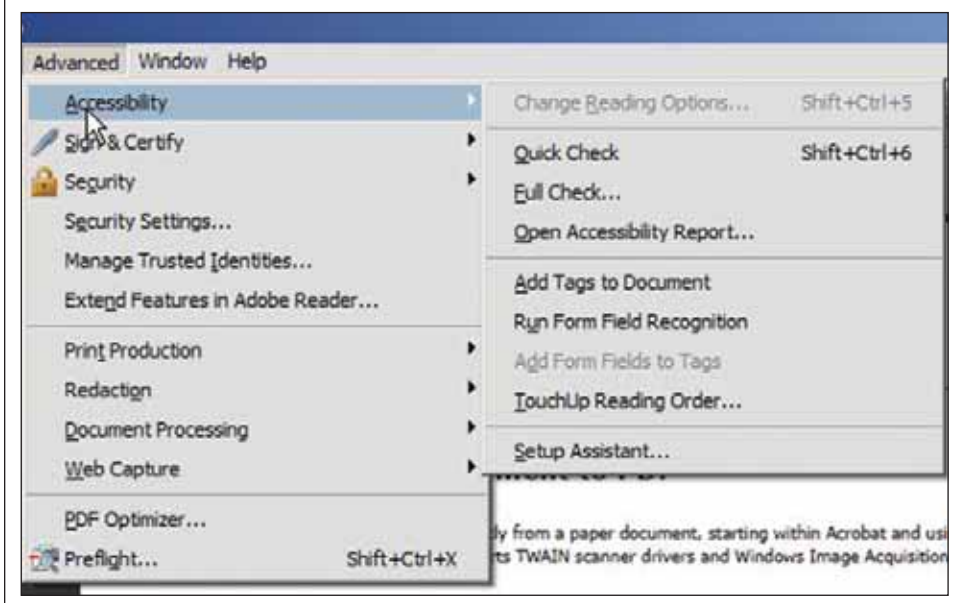 Advanced Window Help
Accessibility
Sign & Certify
Security
Security Settings...
Manage Trusted Identities...
Extend Features in Adobe Reader...
Print Production
Redaction
Document Processing
Web Capture
PDF Optimizer...
Preflight... Shift+Ctrl+X
Change Reading Options... Shift+Ctrl+5
Quick Check Shift+Ctrl+6
Full Check...
Open Accessibility Report...
Add Tags to Document
Run Form Field Recognition
Add Form Fields to Tags
TouchUp Reading Order...
Setup Assistant...
from a paper document, starting within Acrobat and usi
TWAIN scanner drivers and Windows Image Acquisition